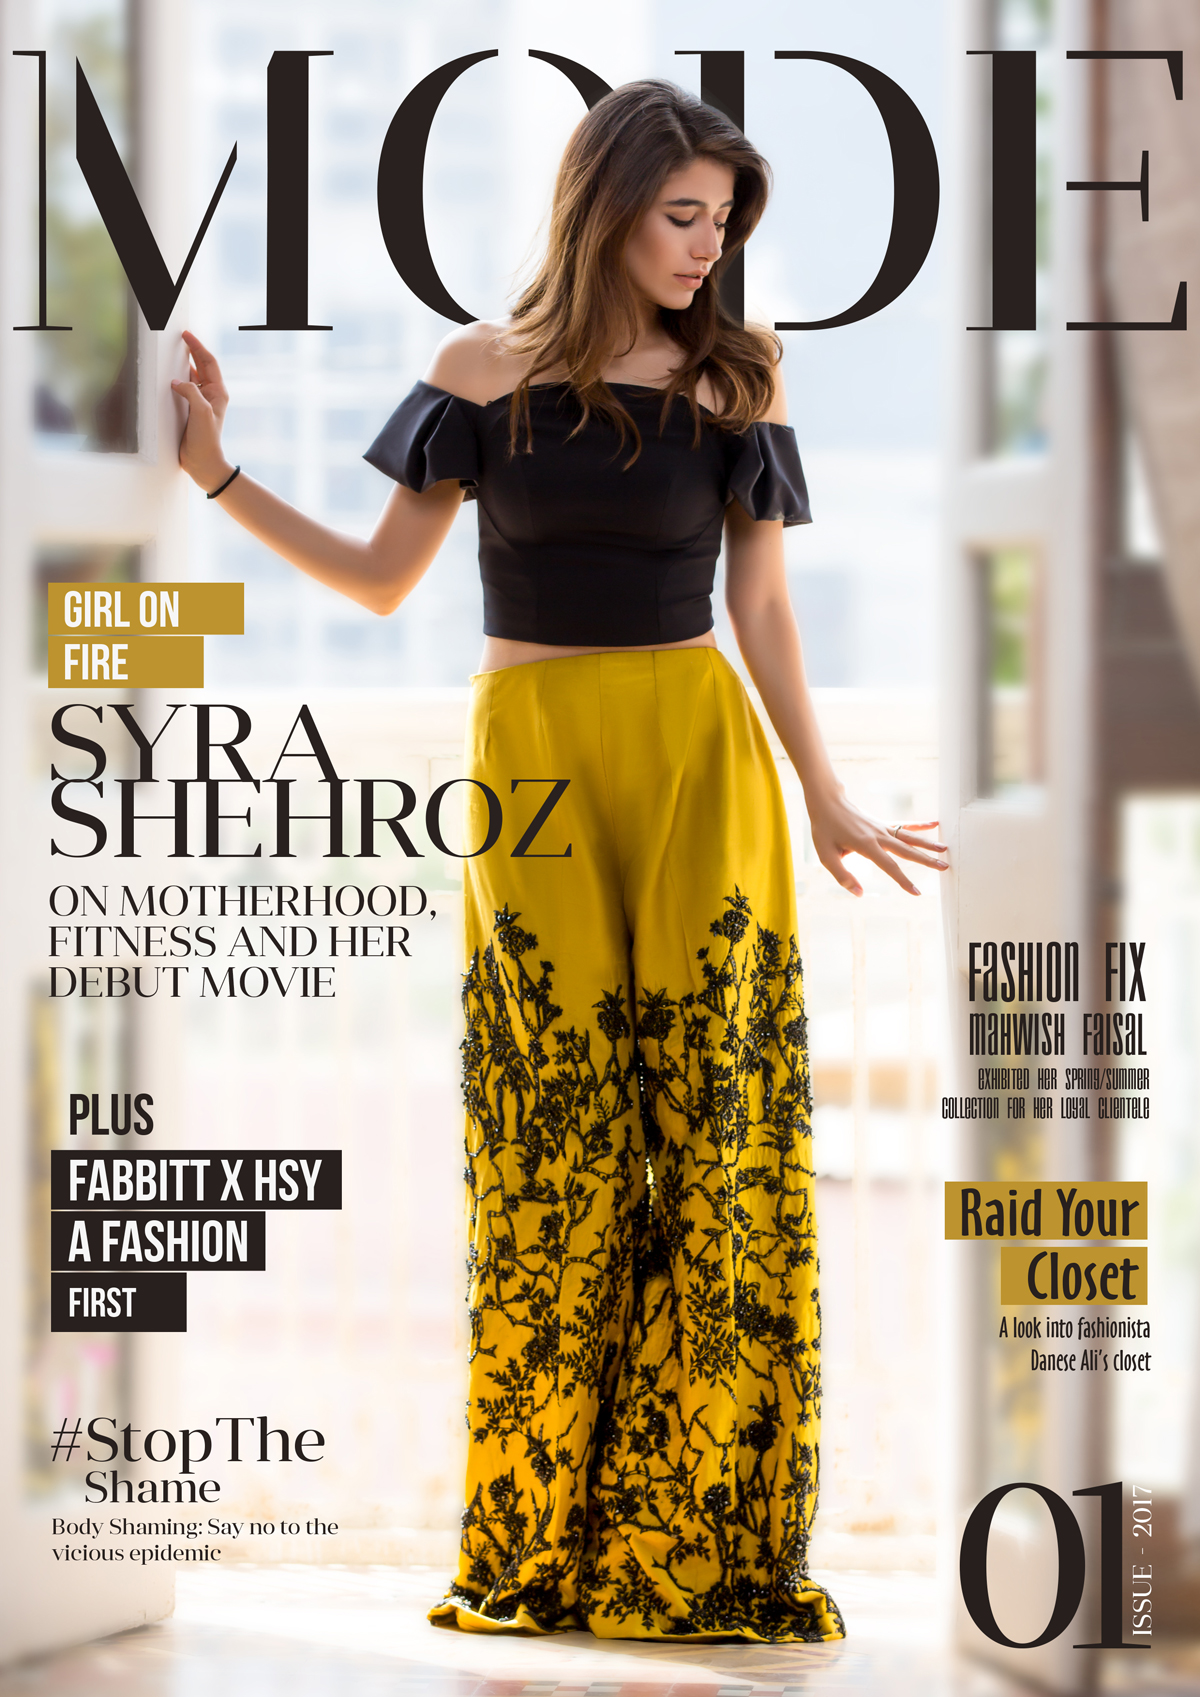 MODE
GIRL ON
FIRE
SYRA
SHEHROZ
ON MOTHERHOOD,
FITNESS AND HER
DEBUT MOVIE
PLUS
FABBITT X HSY
A FASHION
FIRST
#StopThe
Shame
Body Shaming: Say no to the
vicious epidemic
FASHION FIX
MAHWISH FAISAL
EXHIBITED HER SPRING/SUMMER
COLLECTION FOR HER LOYAL CLIENTELE
Raid Your
Closet
A look into fashionista
Danese Ali's closet
01
ISSUE - 2017